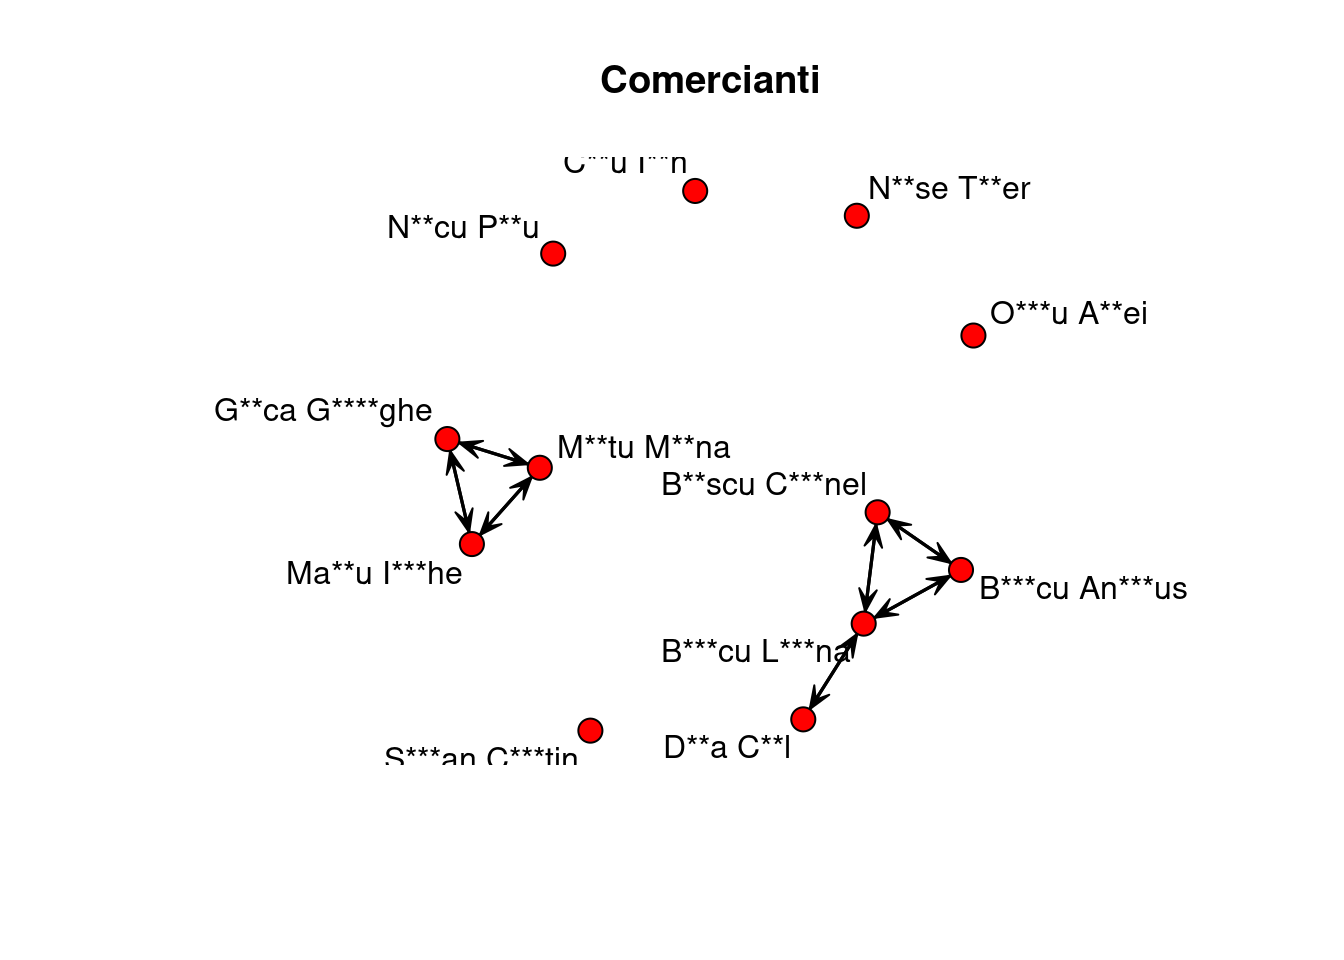 Comercianti
C**u I**n
N**se T**er
N**cu P**u
O***u A**ei
G**ca G****ghe
M**tu M**na
B**scu C***nel
Ma**u I***he
B***cu An***us
B***cu L***na
D**a C**l
S***an C***tin